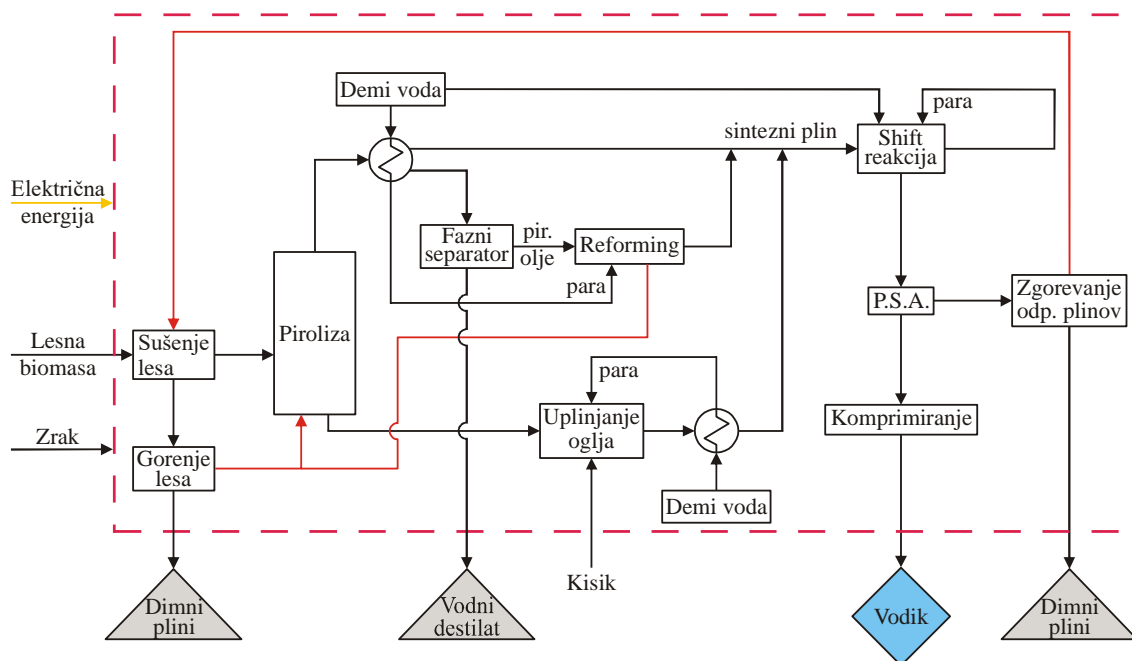 Demi voda
para
sintezni plin
Shift
reakcija
Električna
energija
Fazni
separator
pir.
olje
Reforming
para
P.S.A.
Zgorevanje
odp. plinov
Piroliza
Lesna
biomasa
Sušenje
lesa
para
Uplinjanje
oglja
Komprimiranje
Zrak
Gorenje
lesa
Demi voda
Kisik
Dimni
plini
Vodni
destilat
Vodik
Dimni
plini